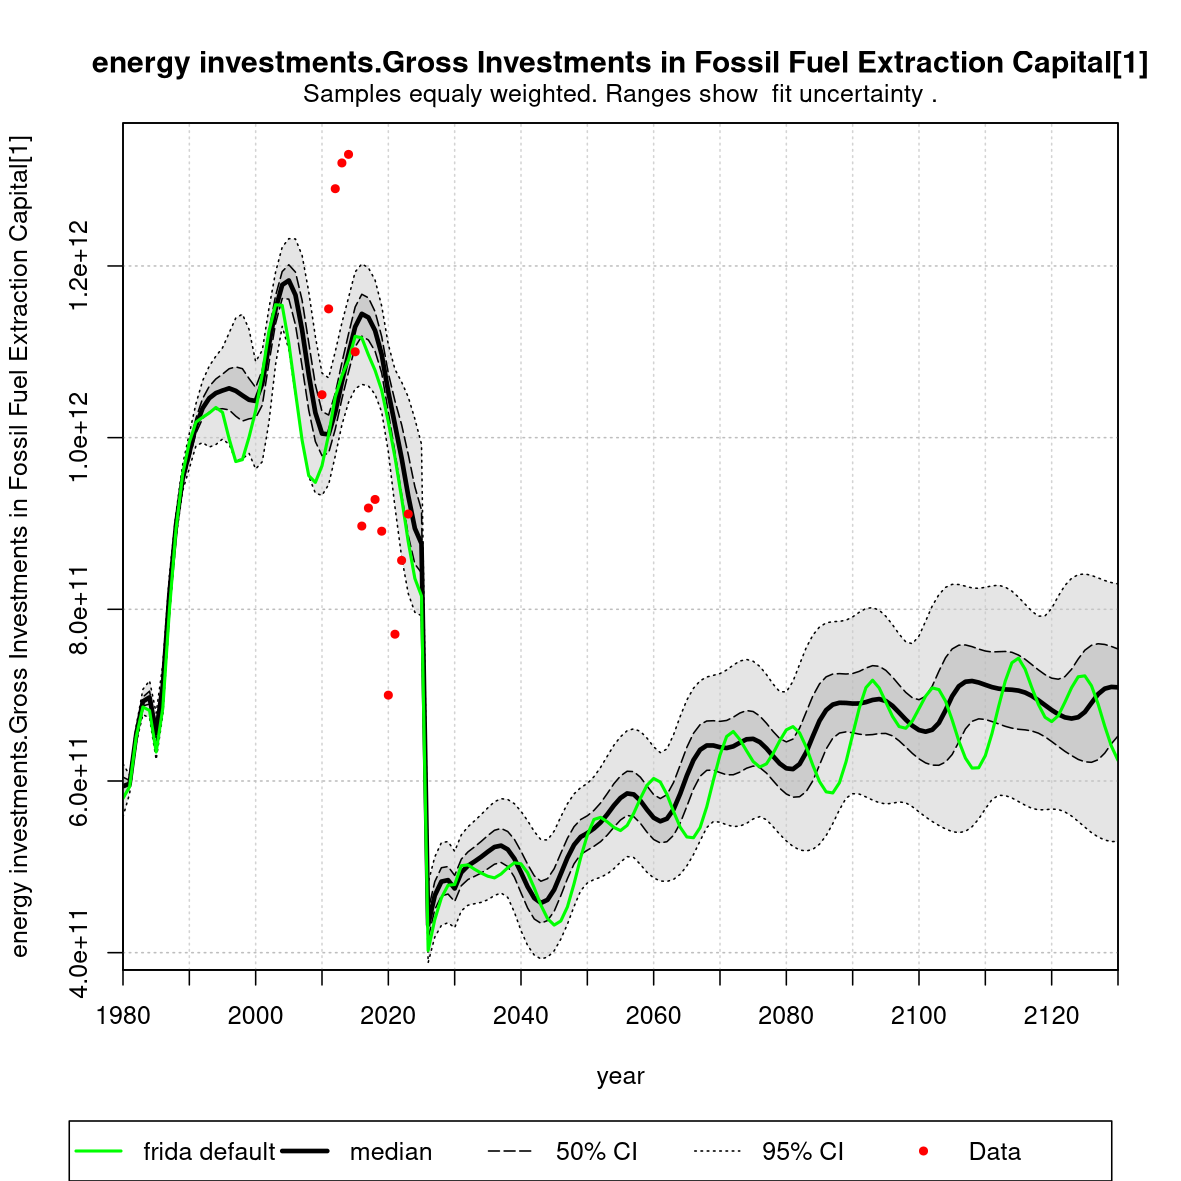 energy investments.Gross Investments in Fossil Fuel Extraction Capital[1]
Samples equaly weighted. Ranges show  fit uncertainty .
energy investments.Gross Investments in Fossil Fuel Extraction Capital[1]
1.2e+12
1.0e+12
8.0e+11
6.0e+11
4.0e+11
1980 2000 2020 2040 2060 2080 2100 2120
year
frida default median 50% CI 95% CI Data